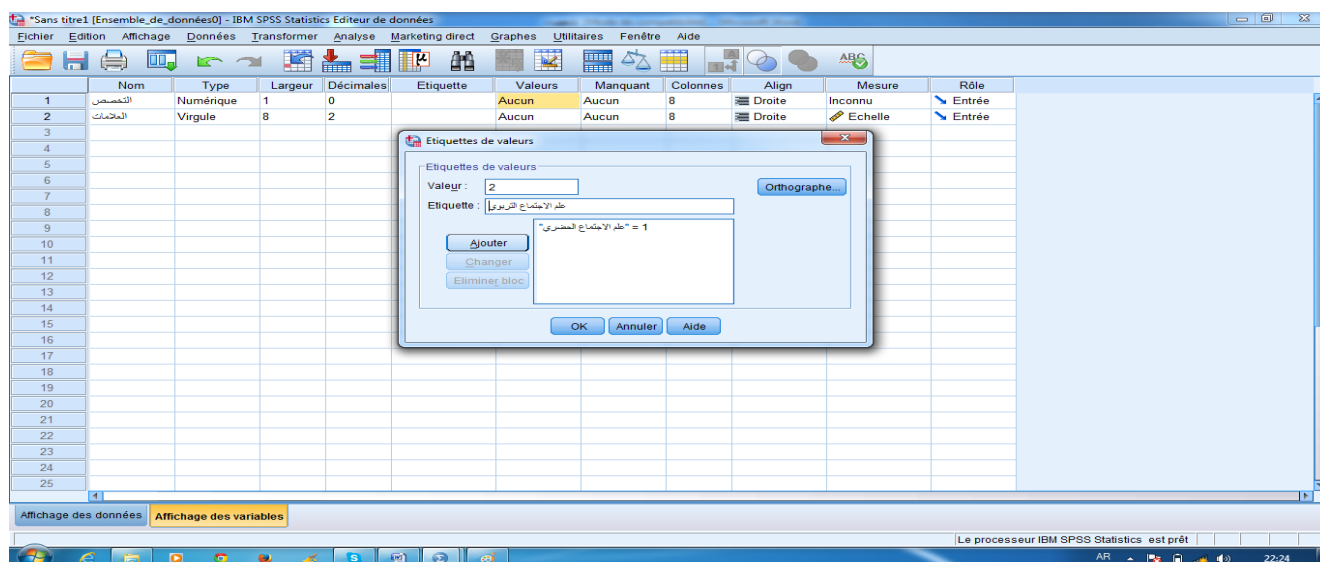 *Sans titre1 [Ensemble_de_données0] - IBM SPSS Statistics Editeur de données
Fichier Edition Affichage Données Transformer Analyse Marketing direct Graphes Utilitaires Fenêtre Aide
Nom Type Largeur Décimales Etiquette Valeurs Manquant Colonnes Align Mesure Rôle
1 التخصص Numérique 1 0 Aucun Aucun 8 Droite Inconnu Entrée
2 العلامات Virgule 8 2 Aucun Aucun 8 Droite Echelle Entrée
3
4
5
6
7
8
9
10
11
12
13
14
15
16
17
18
19
20
21
22
23
24
25
Etiquettes de valeurs
Etiquettes de valeurs
Valeur : 2
Orthographe...
Etiquette : علم الاجتماع التربوي
1 = "علم الاجتماع الحضري"
Ajouter
Changer
Eliminer bloc
OK Annuler Aide
Affichage des données Affichage des variables
Le processeur IBM SPSS Statistics est prêt
AR 22:24